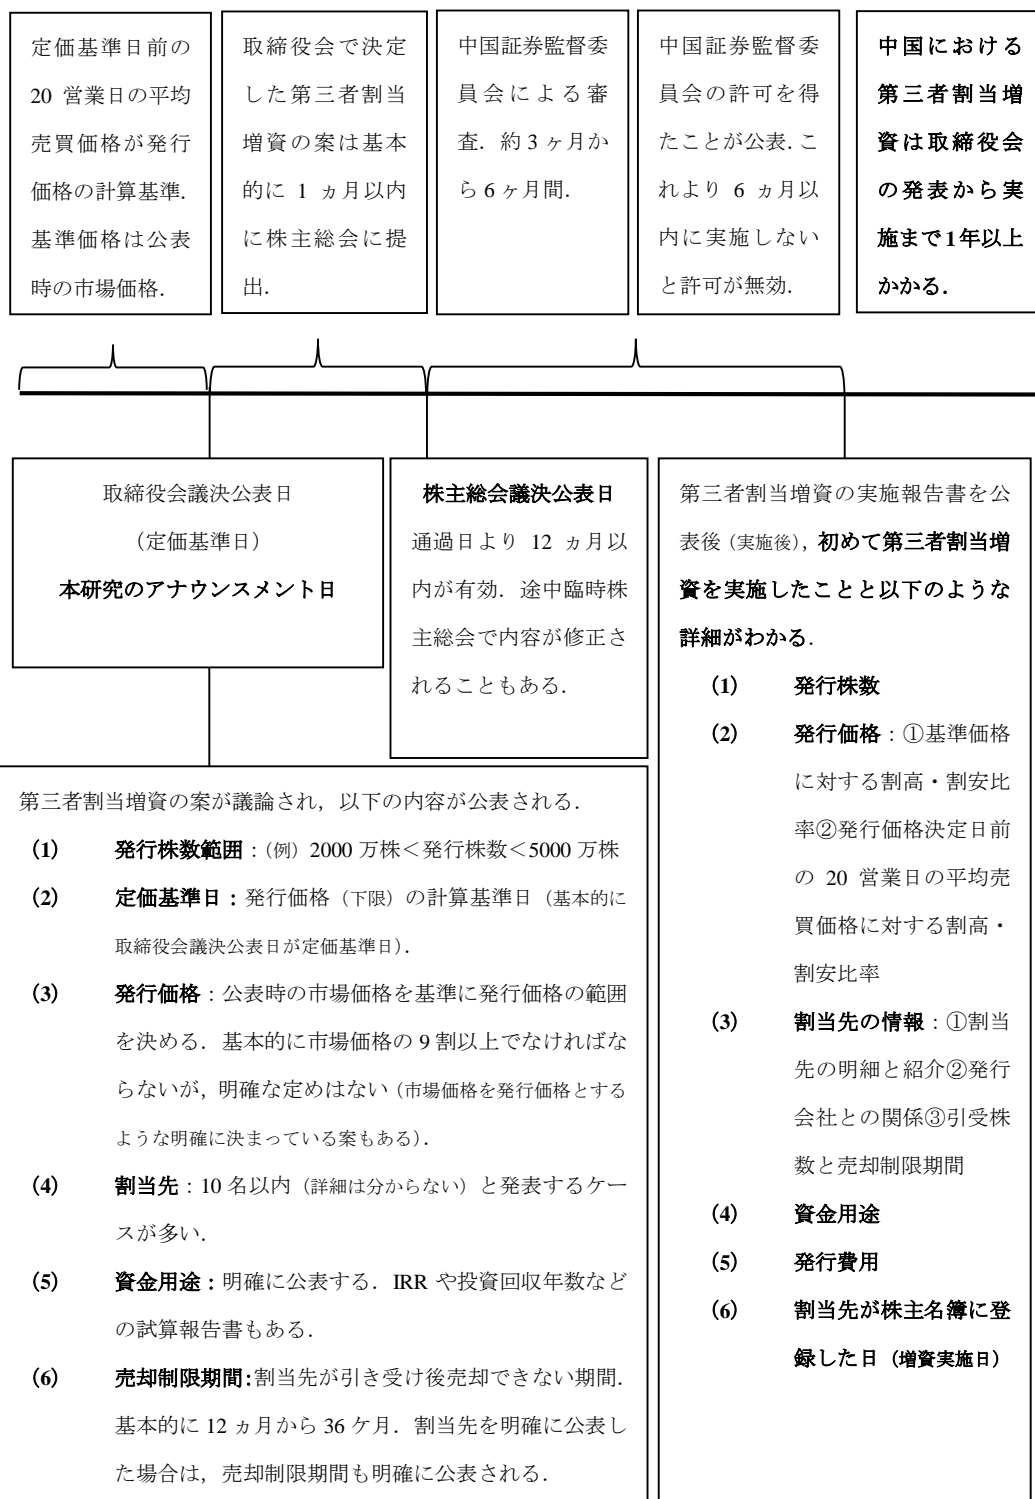 定価基準日前の
20 営業日の平均
売買価格が発行
価格の計算基準.
基準価格は公表
時の市場価格.
取締役会で決定
した第三者割当
増資の案は基本
的に 1 ヵ月以内
に株主総会に提
出.
中国証券監督委
員会による審
査. 約 3 ヶ月か
ら 6 ヶ月間.
中国証券監督委
員会の許可を得
たことが公表. こ
れより 6 ヵ月以
内に実施しない
と許可が無効.
中国における
第三者割当増
資は取締役会
の発表から実
施まで1年以上
かかる.
取締役会議決公表日
(定価基準日)
本研究のアナウンスメント日
株主総会議決公表日
通過日より 12 ヵ月以
内が有効. 途中臨時株
主総会で内容が修正さ
れることもある.
第三者割当増資の実施報告書を公
表後 (実施後), 初めて第三者割当増
資を実施したことと以下のような
詳細がわかる.
(1) 発行株数
(2) 発行価格:①基準価格
に対する割高・割安比
率②発行価格決定日前
の 20 営業日の平均売
買価格に対する割高・
割安比率
(3) 割当先の情報:①割当
先の明細と紹介②発行
会社との関係③引受株
数と売却制限期間
(4) 資金用途
(5) 発行費用
(6) 割当先が株主名簿に登
録した日 (増資実施日)
第三者割当増資の案が議論され, 以下の内容が公表される.
(1) 発行株数範囲:(例) 2000 万株<発行株数<5000 万株
(2) 定価基準日:発行価格 (下限) の計算基準日 (基本的に
取締役会議決公表日が定価基準日).
(3) 発行価格:公表時の市場価格を基準に発行価格の範囲
を決める. 基本的に市場価格の 9 割以上でなければな
らないが, 明確な定めはない (市場価格を発行価格とする
ような明確に決まっている案もある).
(4) 割当先:10 名以内 (詳細は分からない) と発表するケー
スが多い.
(5) 資金用途:明確に公表する. IRR や投資回収年数など
の試算報告書もある.
(6) 売却制限期間:割当先が引き受け後売却できない期間.
基本的に 12 ヵ月から 36 ケ月. 割当先を明確に公表し
た場合は, 売却制限期間も明確に公表される.